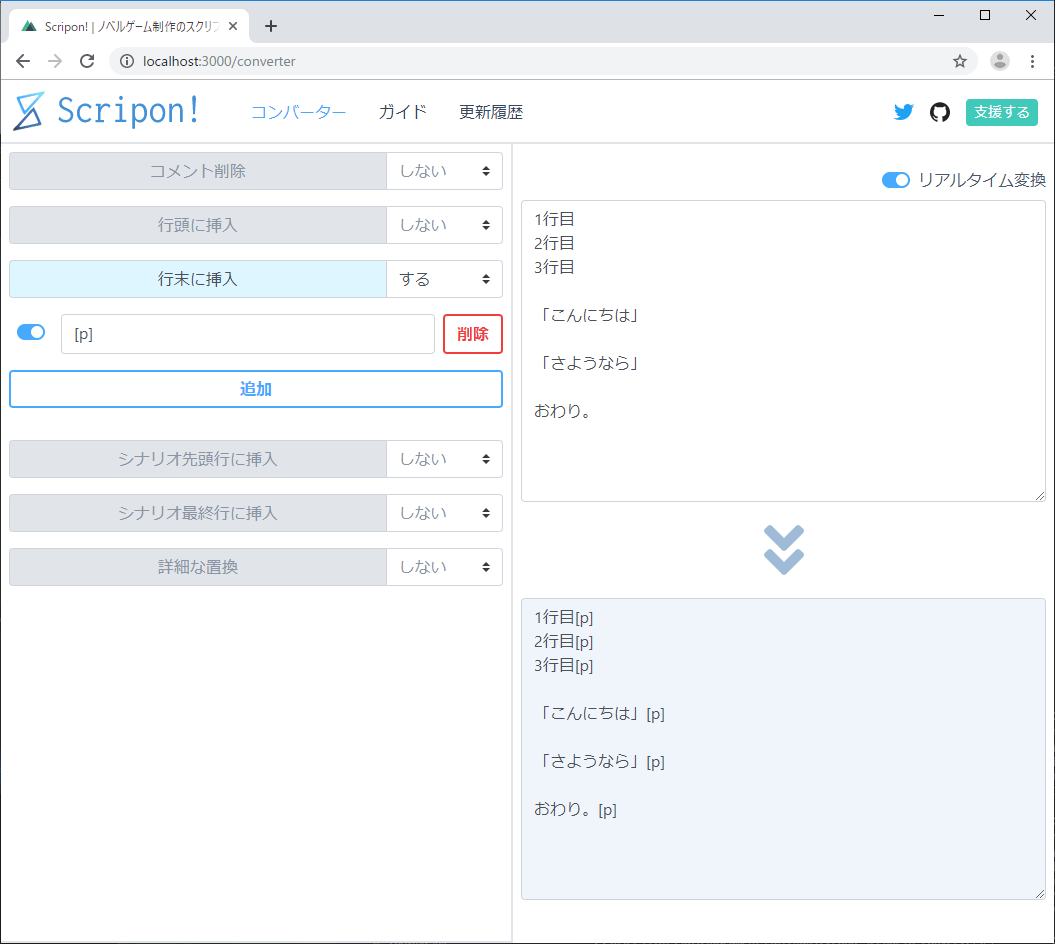 Scripon! | ノベルゲーム制作のスクリプ
localhost:3000/converter
Scripon!
コンバーター
ガイド
更新履歴
支援する
コメント削除
しない
行頭に挿入
しない
行末に挿入
する
[p]
削除
追加
シナリオ先頭行に挿入
しない
シナリオ最終行に挿入
しない
詳細な置換
しない
リアルタイム変換
1行目
2行目
3行目
「こんにちは」
「さようなら」
おわり。
1行目[p]
2行目[p]
3行目[p]
「こんにちは」[p]
「さようなら」[p]
おわり。[p]